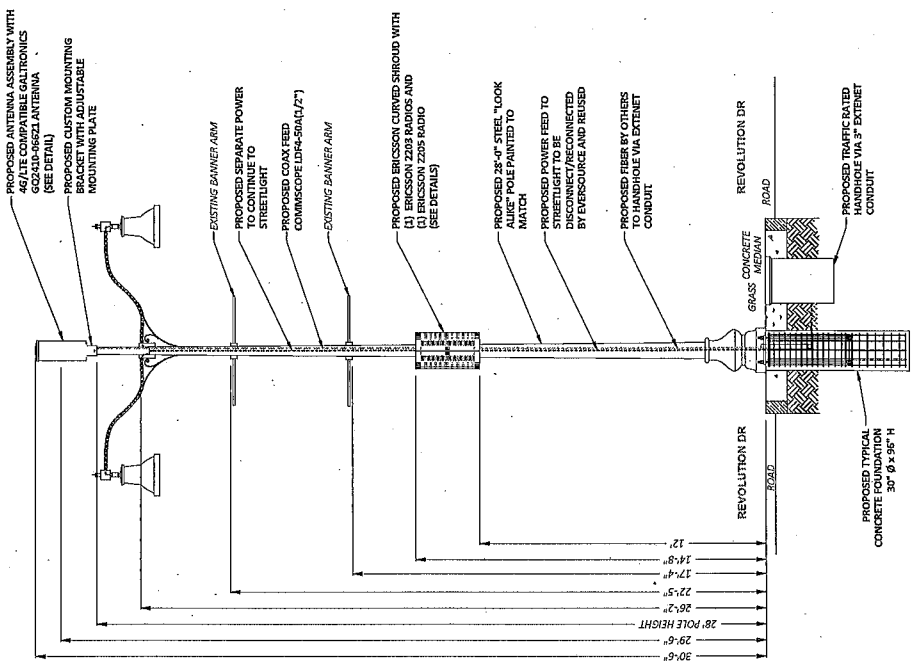 PROPOSED ANTENNA ASSEMBLY WITH
4G/LTE COMPATIBLE GALTRONICS
GQ2410-06621 ANTENNA
(SEE DETAIL)
PROPOSED CUSTOM MOUNTING
BRACKET WITH ADJUSTABLE
MOUNTING PLATE
EXISTING BANNER ARM
PROPOSED SEPARATE POWER
TO CONTINUE TO
STREETLIGHT
PROPOSED COAX FEED
COMMSCOPE LDF4-50A(1/2")
EXISTING BANNER ARM
PROPOSED ERICSSON CURVED SHROUD WITH
(1) ERICSSON 2203 RADIOS AND
(1) ERICSSON 2205 RADIO
(SEE DETAILS)
PROPOSED 28'-0" STEEL "LOOK
ALIKE" POLE PAINTED TO
MATCH
PROPOSED POWER FEED TO
STREETLIGHT TO BE
DISCONNECT/RECONNECTED
BY EVERSOURCE AND REUSED
PROPOSED FIBER BY OTHERS
TO HANDHOLE VIA EXTENET
CONDUIT
REVOLUTION DR
ROAD
GRASS CONCRETE
MEDIAN
PROPOSED TRAFFIC RATED
HANDHOLE VIA 3" EXTENET
CONDUIT
REVOLUTION DR
ROAD
PROPOSED TYPICAL
CONCRETE FOUNDATION
30" Ø x 96" H
12'
14'-8"
17'-4"
22'-5"
26'-2"
28' POLE HEIGHT
29'-6"
30'-6"